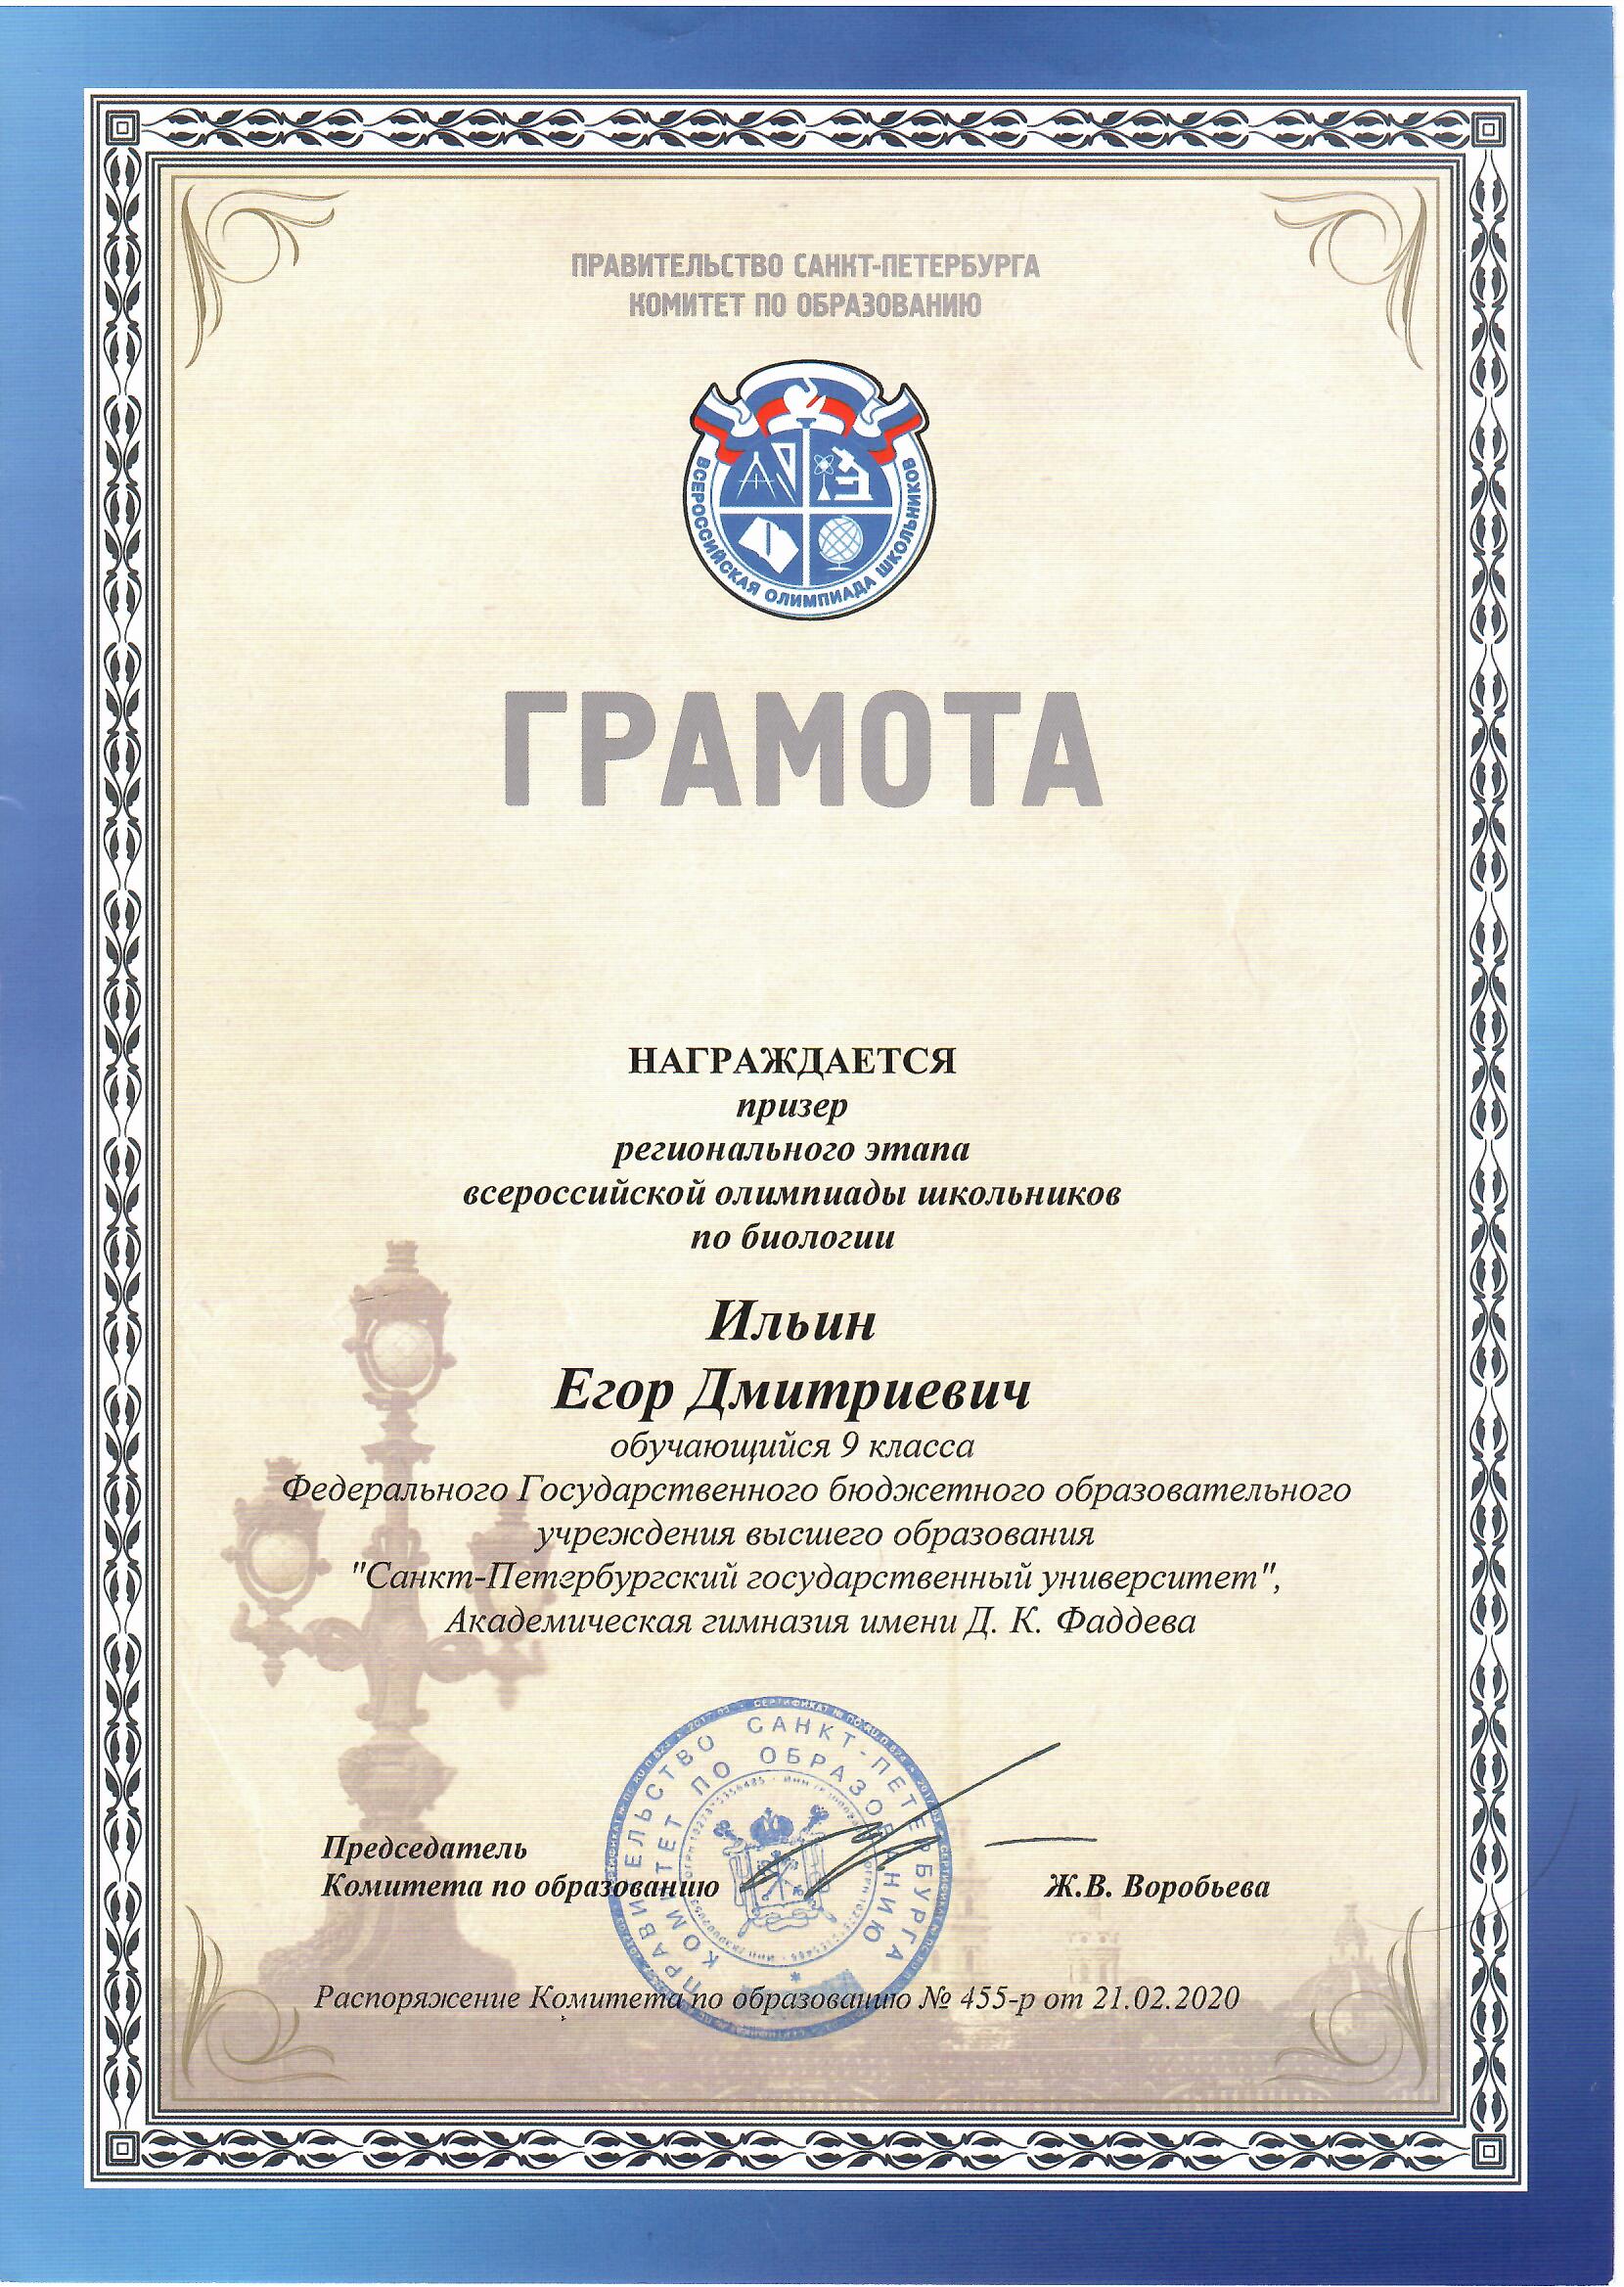 ПРАВИТЕЛЬСТВО САНКТ-ПЕТЕРБУРГА
КОМИТЕТ ПО ОБРАЗОВАНИЮ
ВСЕРОССИЙСКАЯ ОЛИМПИАДА ШКОЛЬНИКОВ
ГРАМОТА
НАГРАЖДАЕТСЯ
призер
регионального этапа
всероссийской олимпиады школьников
по биологии
Ильин
Егор Дмитриевич
обучающийся 9 класса
Федерального Государственного бюджетного образовательного
учреждения высшего образования
"Санкт-Петербургский государственный университет",
Академическая гимназия имени Д. К. Фаддеева
ПРАВИТЕЛЬСТВО САНКТ-ПЕТЕРБУРГА
КОМИТЕТ ПО ОБРАЗОВАНИЮ
Председатель
Комитета по образованию
Ж.В. Воробьева
Распоряжение Комитета по образованию № 455-р от 21.02.2020